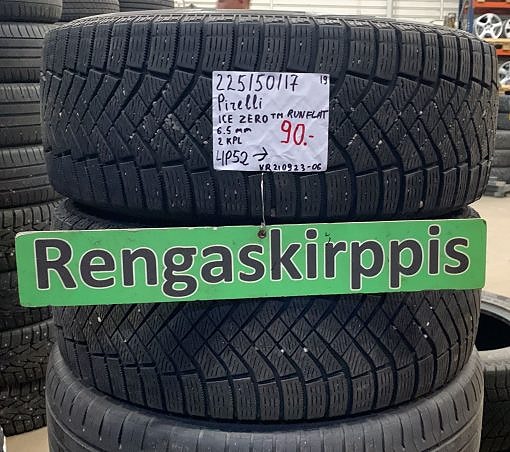 225/50/17 19
Pirelli
ICE ZERO TM RUNFLAT
6.5 mm 90.-
2 KPL
4P52 →
VR210923-06
Rengaskirppis